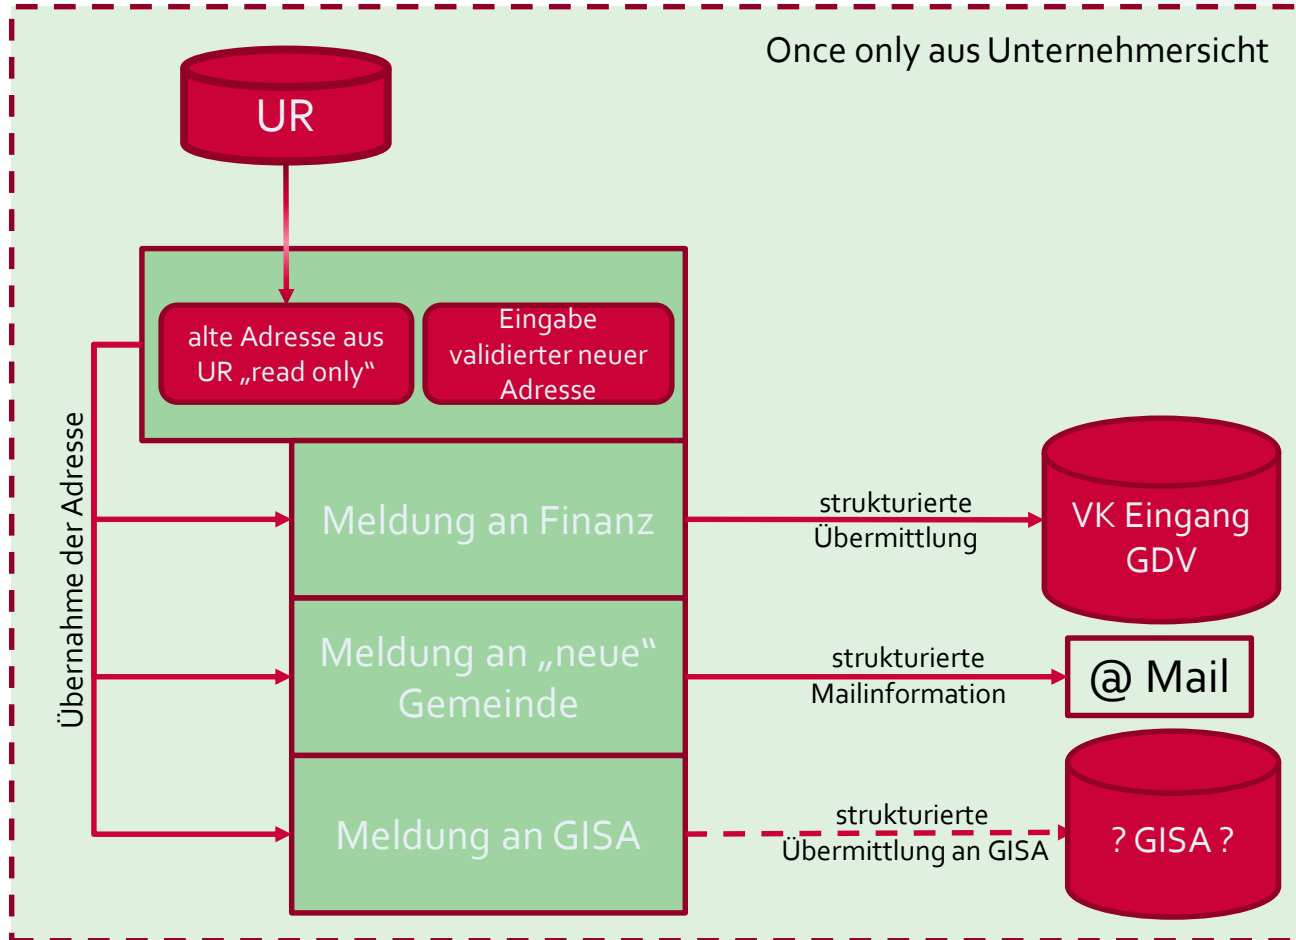 Once only aus Unternehmersicht
UR
alte Adresse aus
UR „read only“
Eingabe
validierter neuer
Adresse
Übernahme der Adresse
Meldung an Finanz
strukturierte
Übermittlung
VK Eingang
GDV
Meldung an „neue“
Gemeinde
strukturierte
Mailinformation
@ Mail
Meldung an GISA
strukturierte
Übermittlung an GISA
? GISA ?